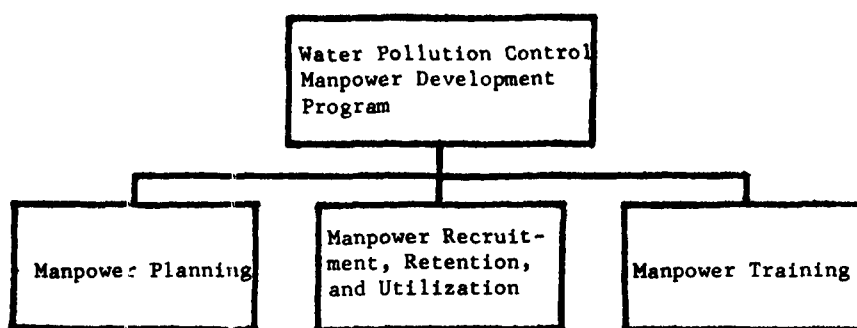 Water Pollution Control
Manpower Development
Program
Manpower Planning
Manpower Recruit-
ment, Retention,
and Utilization
Manpower Training